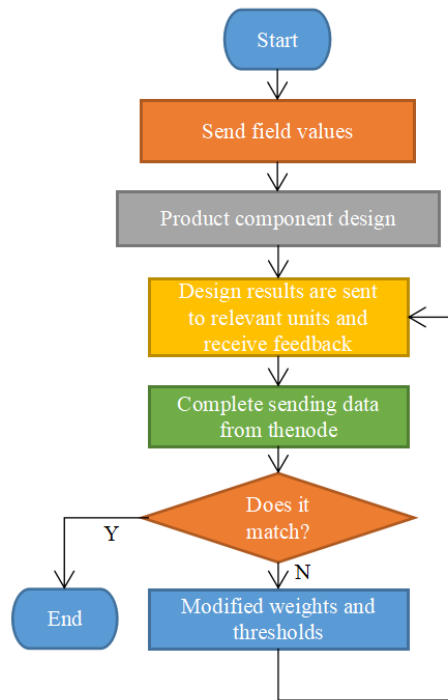 Start
Send field values
Product component design
Design results are sent
to relevant units and
receive feedback
Complete sending data
from thenode
Does it
match?
Y
N
End
Modified weights and
thresholds